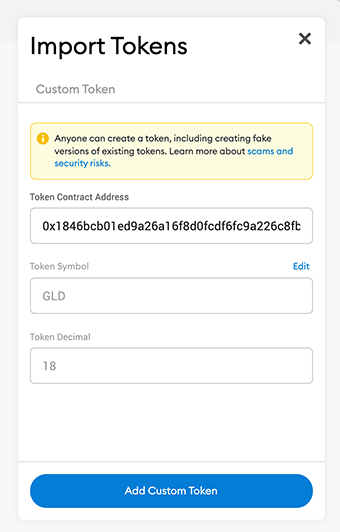 Import Tokens
Custom Token
Anyone can create a token, including creating fake
versions of existing tokens. Learn more about scams and
security risks.
Token Contract Address
0x1846bcb01ed9a26a16f8d0fcdf6fc9a226c8fb
Token Symbol
Edit
GLD
Token Decimal
18
Add Custom Token